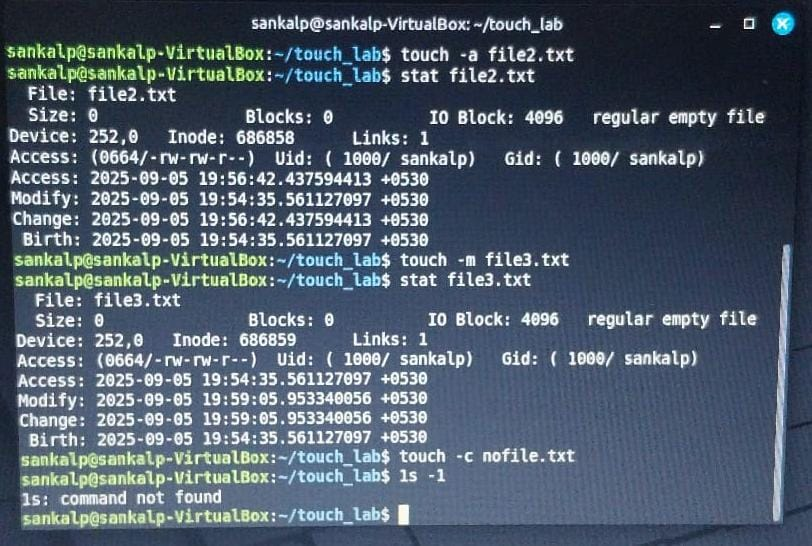 sankalp@sankalp-VirtualBox: ~/touch_lab
sankalp@sankalp-VirtualBox:~/touch_lab$ touch -a file2.txt
sankalp@sankalp-VirtualBox:~/touch_lab$ stat file2.txt
File: file2.txt
Size: 0 Blocks: 0 IO Block: 4096 regular empty file
Device: 252,0 Inode: 686858 Links: 1
Access: (0664/-rw-rw-r--) Uid: ( 1000/ sankalp) Gid: ( 1000/ sankalp)
Access: 2025-09-05 19:56:42.437594413 +0530
Modify: 2025-09-05 19:54:35.561127097 +0530
Change: 2025-09-05 19:56:42.437594413 +0530
Birth: 2025-09-05 19:54:35.561127097 +0530
sankalp@sankalp-VirtualBox:~/touch_lab$ touch -m file3.txt
sankalp@sankalp-VirtualBox:~/touch_lab$ stat file3.txt
File: file3.txt
Size: 0 Blocks: 0 IO Block: 4096 regular empty file
Device: 252,0 Inode: 686859 Links: 1
Access: (0664/-rw-rw-r--) Uid: ( 1000/ sankalp) Gid: ( 1000/ sankalp)
Access: 2025-09-05 19:54:35.561127097 +0530
Modify: 2025-09-05 19:59:05.953340056 +0530
Change: 2025-09-05 19:59:05.953340056 +0530
Birth: 2025-09-05 19:54:35.561127097 +0530
sankalp@sankalp-VirtualBox:~/touch_lab$ touch -c nofile.txt
sankalp@sankalp-VirtualBox:~/touch_lab$ 1s -1
1s: command not found
sankalp@sankalp-VirtualBox:~/touch_lab$